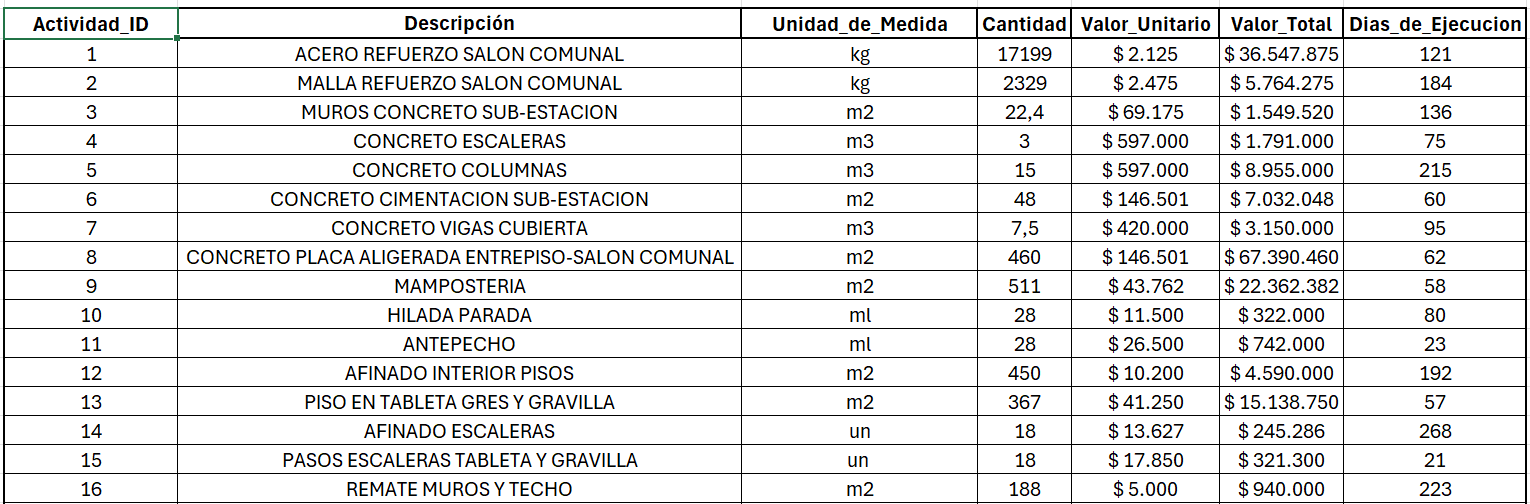 Actividad_ID Descripción Unidad_de_Medida Cantidad Valor_Unitario Valor_Total Dias_de_Ejecucion
1 ACERO REFUERZO SALON COMUNAL kg 17199 $ 2.125 $ 36.547.875 121
2 MALLA REFUERZO SALON COMUNAL kg 2329 $ 2.475 $ 5.764.275 184
3 MUROS CONCRETO SUB-ESTACION m2 22,4 $ 69.175 $ 1.549.520 136
4 CONCRETO ESCALERAS m3 3 $ 597.000 $ 1.791.000 75
5 CONCRETO COLUMNAS m3 15 $ 597.000 $ 8.955.000 215
6 CONCRETO CIMENTACION SUB-ESTACION m2 48 $ 146.501 $ 7.032.048 60
7 CONCRETO VIGAS CUBIERTA m3 7,5 $ 420.000 $ 3.150.000 95
8 CONCRETO PLACA ALIGERADA ENTREPISO-SALON COMUNAL m2 460 $ 146.501 $ 67.390.460 62
9 MAMPOSTERIA m2 511 $ 43.762 $ 22.362.382 58
10 HILADA PARADA ml 28 $ 11.500 $ 322.000 80
11 ANTEPECHO ml 28 $ 26.500 $ 742.000 23
12 AFINADO INTERIOR PISOS m2 450 $ 10.200 $ 4.590.000 192
13 PISO EN TABLETA GRES Y GRAVILLA m2 367 $ 41.250 $ 15.138.750 57
14 AFINADO ESCALERAS un 18 $ 13.627 $ 245.286 268
15 PASOS ESCALERAS TABLETA Y GRAVILLA un 18 $ 17.850 $ 321.300 21
16 REMATE MUROS Y TECHO m2 188 $ 5.000 $ 940.000 223